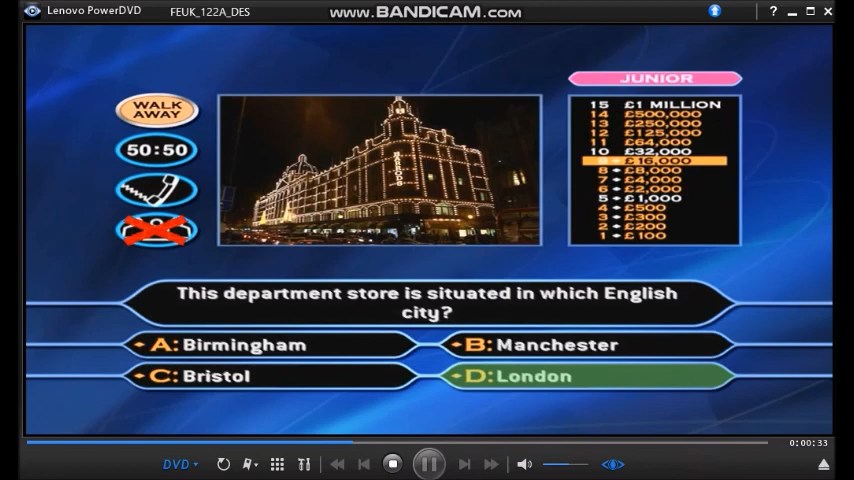 Lenovo PowerDVD
FEUK_122A_DES
www.BANDICAM.com
?
JUNIOR
WALK
AWAY
50:50
15 £1 MILLION
14 £500,000
13 £250,000
12 £125,000
11 £64,000
10 £32,000
9 £16,000
8 £8,000
7 £4,000
6 £2,000
5 £1,000
4 £500
3 £300
2 £200
1 £100
This department store is situated in which English
city?
A: Birmingham
B: Manchester
C: Bristol
D: London
DVD
0:00:33